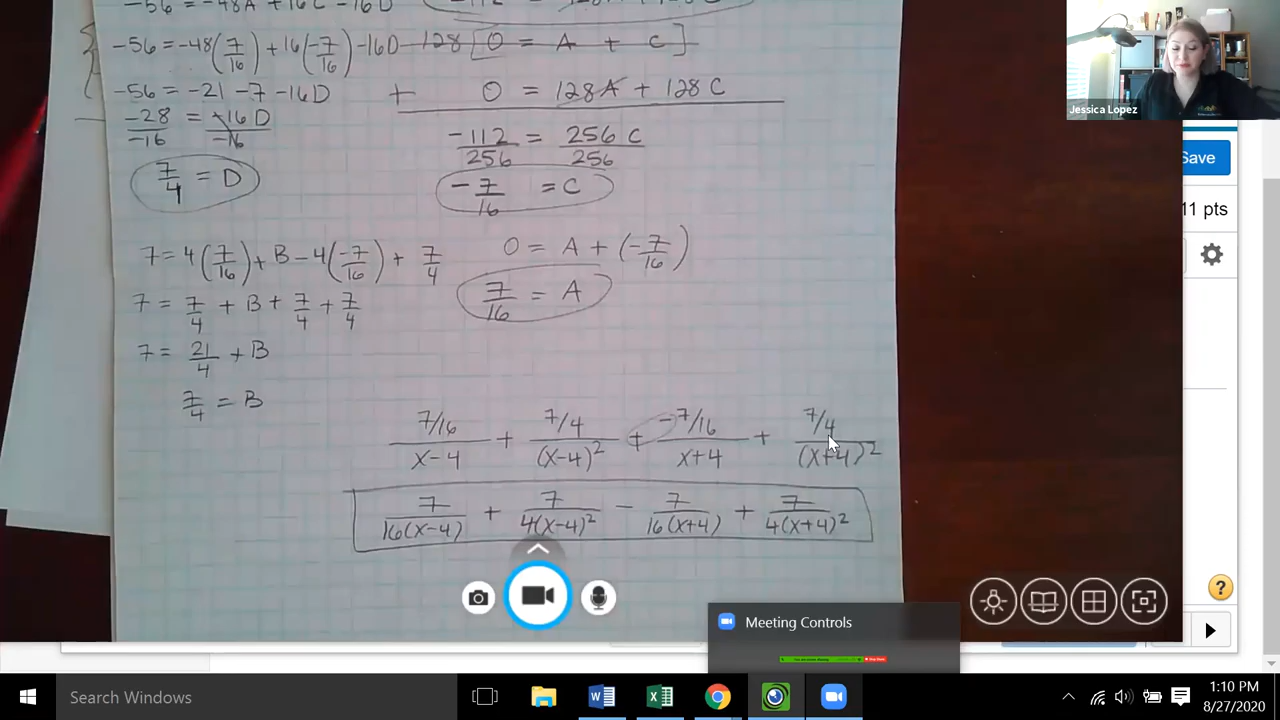 -56 = -48A + 16C - 16D
-56 = -48(7/16) + 16(-7/16) - 16D
-56 = -21 - 7 - 16D
-28/-16 = -16D/-16
7/4 = D
128[0 = A + C]
+ 0 = 128A + 128C
-112/256 = 256C/256
-7/16 = C
7 = 4(7/16) + B - 4(-7/16) + 7/4
7 = 7/4 + B + 7/4 + 7/4
7 = 21/4 + B
7/4 = B
0 = A + (-7/16)
7/16 = A
7/16/(x-4) + 7/4/(x-4)² + -7/16/(x+4) + 7/4/(x+4)²
7/16(x-4) + 7/4(x-4)² - 7/16(x+4) + 7/4(x+4)²
Jessica Lopez
Save
11 pts
?
Meeting Controls
Search Windows
1:10 PM
8/27/2020